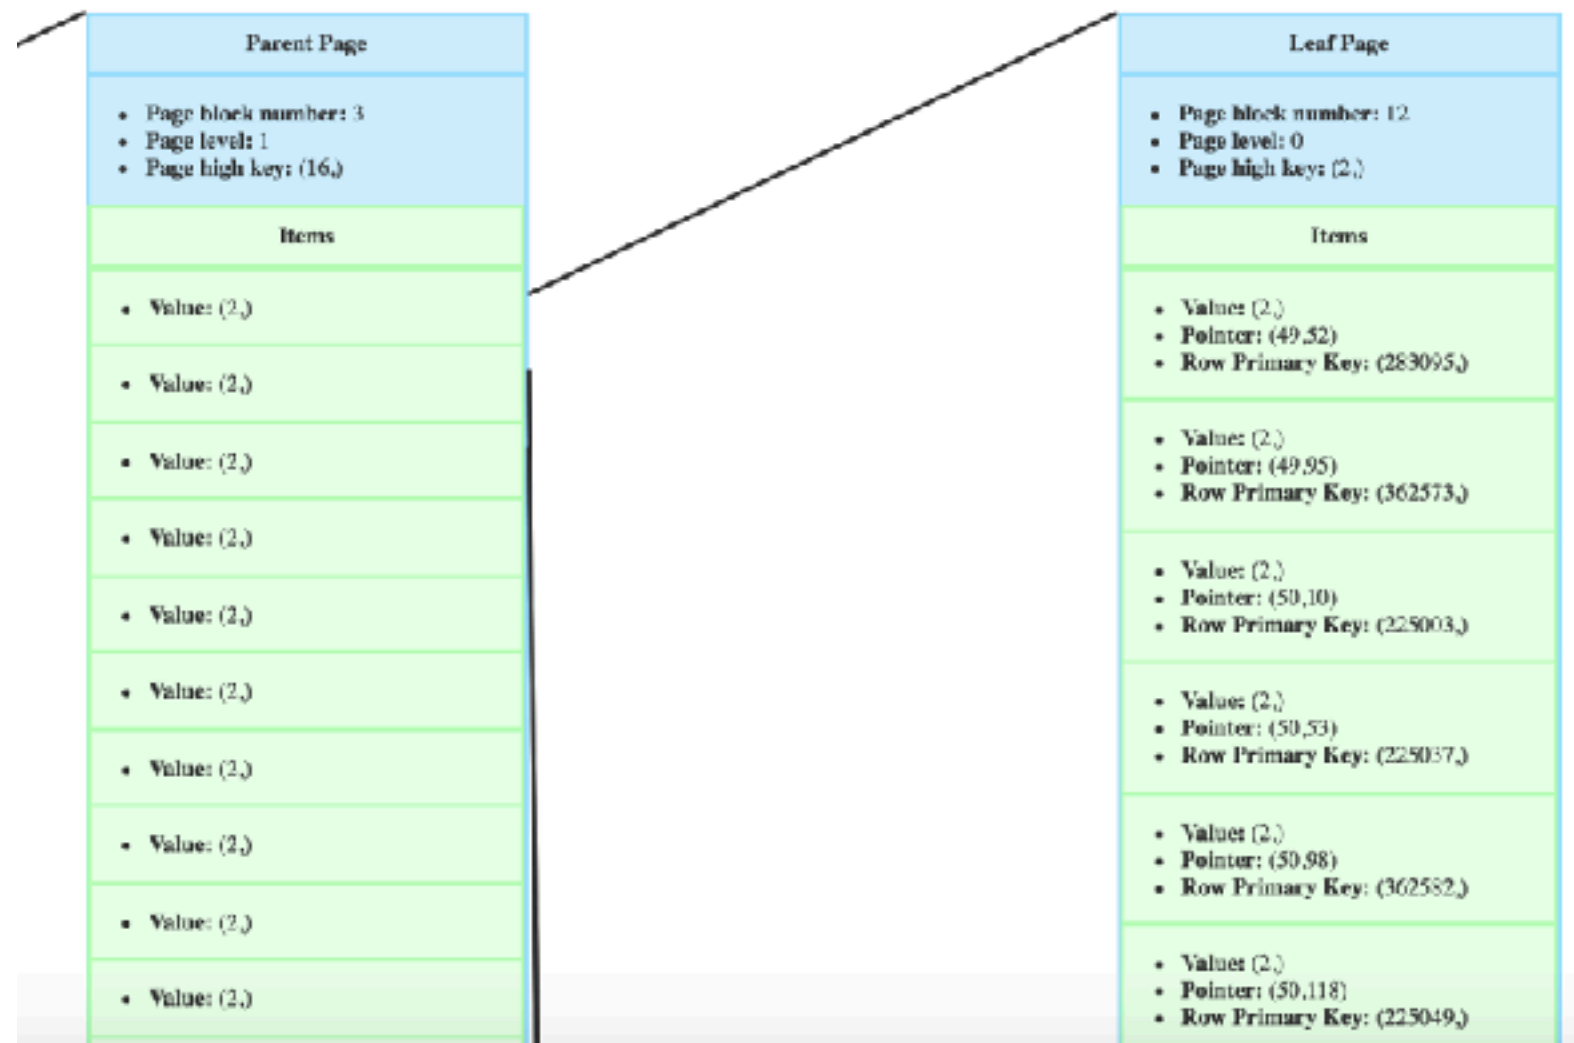 Parent Page
Page block number: 3
Page level: 1
Page high key: (16,)
Items
Value: (2,)
Value: (2,)
Value: (2,)
Value: (2,)
Value: (2,)
Value: (2,)
Value: (2,)
Value: (2,)
Value: (2,)
Value: (2,)
Leaf Page
Page block number: 12
Page level: 0
Page high key: (2,)
Items
Value: (2,)
Pointer: (49,52)
Row Primary Key: (283095,)
Value: (2,)
Pointer: (49,95)
Row Primary Key: (362573,)
Value: (2,)
Pointer: (50,10)
Row Primary Key: (225003,)
Value: (2,)
Pointer: (50,53)
Row Primary Key: (225037,)
Value: (2,)
Pointer: (50,98)
Row Primary Key: (362582,)
Value: (2,)
Pointer: (50,118)
Row Primary Key: (225049,)